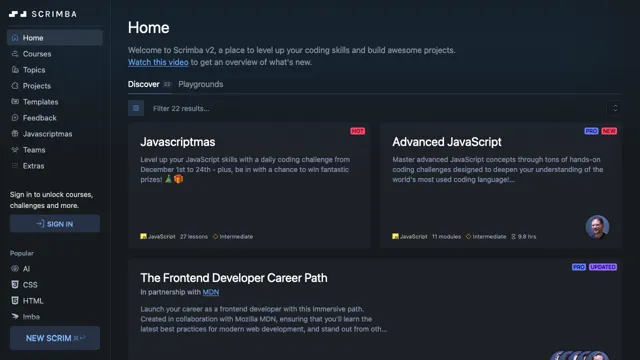 SCRIMBA
Home
Courses
Topics
Projects
Templates
Feedback
Javascriptmas
Teams
Extras
Sign in to unlock courses,
challenges and more.
SIGN IN
Popular
AI
CSS
HTML
Imba
NEW SCRIM
Home
Welcome to Scrimba v2, a place to level up your coding skills and build awesome projects.
Watch this video to get an overview of what's new.
Discover 22 Playgrounds
Filter 22 results...
HOT
Javascriptmas
Level up your JavaScript skills with a daily coding challenge from
December 1st to 24th - plus, be in with a chance to win fantastic
prizes! 🎄🎁
JavaScript 27 lessons Intermediate
PRO NEW
Advanced JavaScript
Master advanced JavaScript concepts through tons of hands-on
coding challenges designed to deepen your understanding of the
world's most used coding language!...
JavaScript 11 modules Intermediate 9.8 hrs
PRO UPDATED
The Frontend Developer Career Path
In partnership with MDN
Launch your career as a frontend developer with this immersive path.
Created in collaboration with Mozilla MDN, ensuring that you'll learn the
latest best practices for modern web development, and stand out from oth...